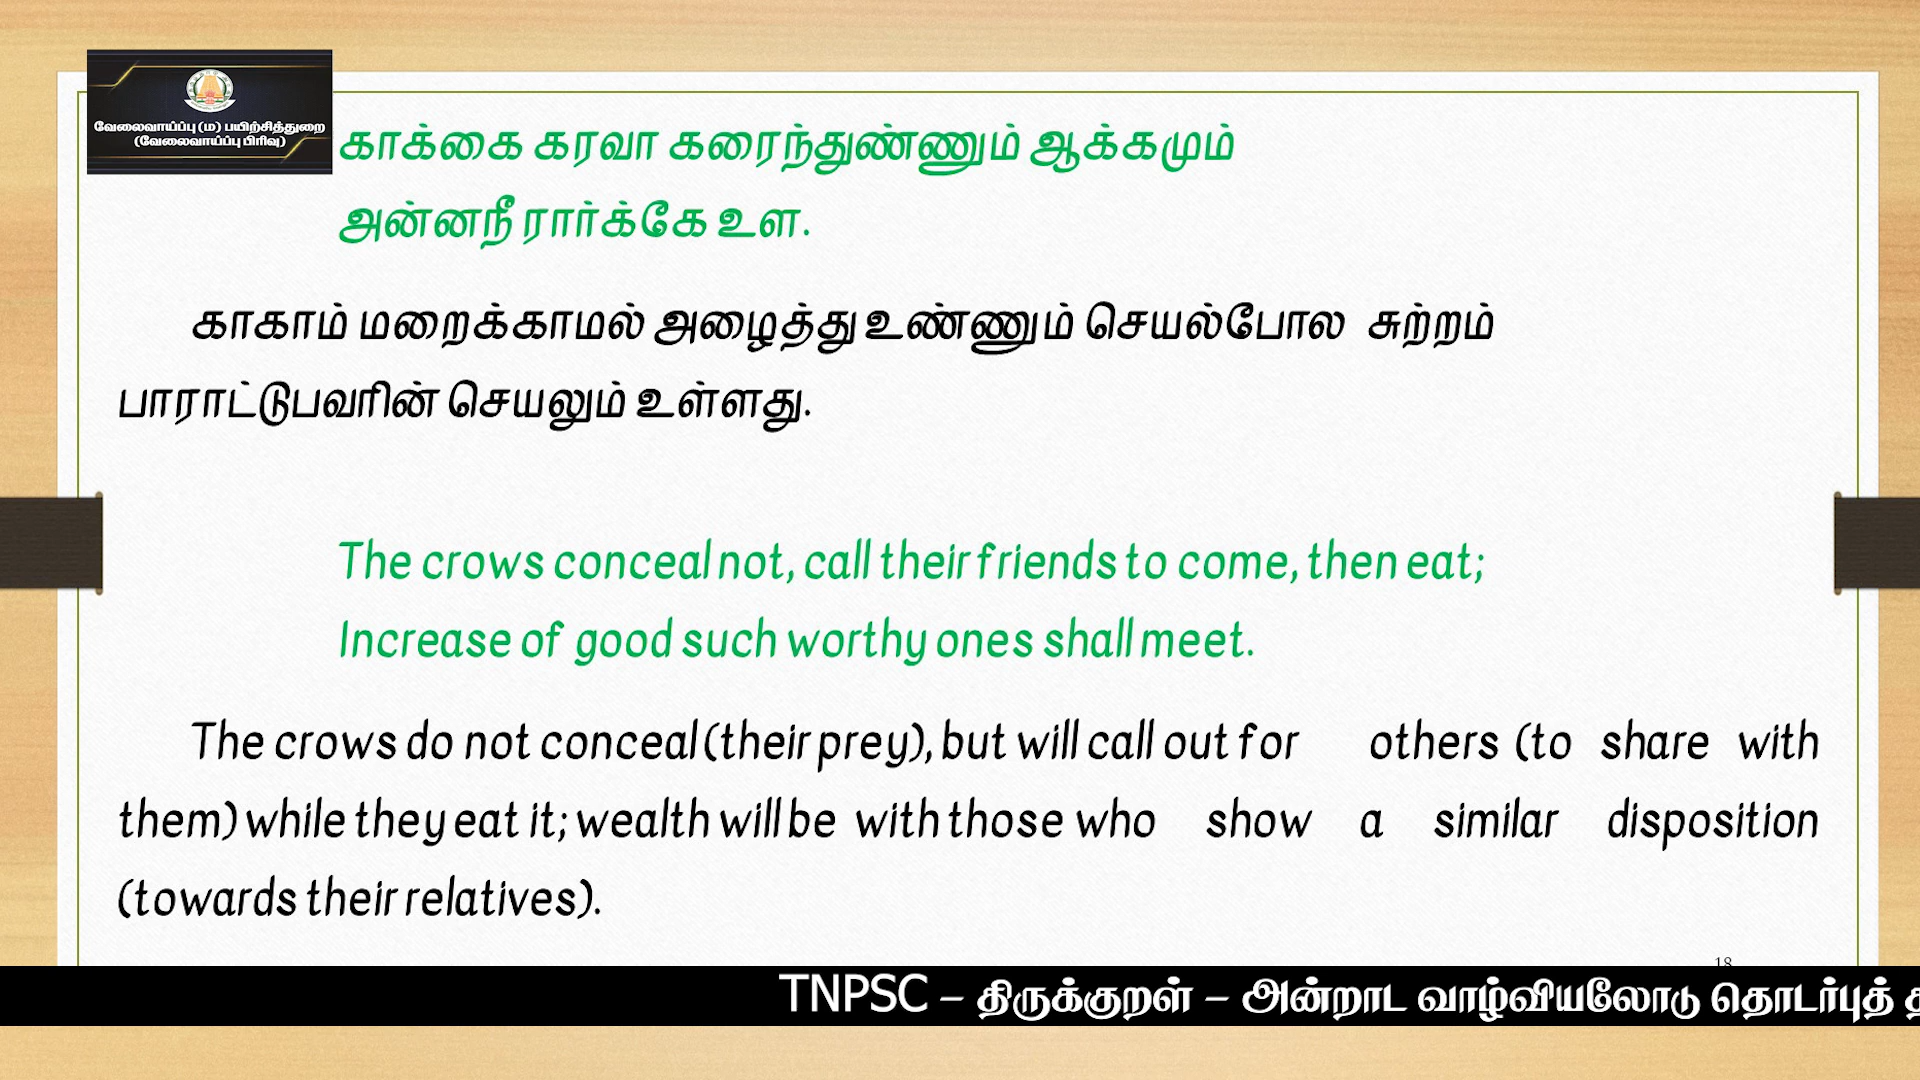 வேலைவாய்ப்பு (ம) பயிற்சித்துறை
(வேலைவாய்ப்பு பிரிவு)
காக்கை கரவா கரைந்துண்ணும் ஆக்கமும்
அன்னநீ ரார்க்கே உள.
காகாம் மறைக்காமல் அழைத்து உண்ணும் செயல்போல சுற்றம்
பாராட்டுபவரின் செயலும் உள்ளது.
The crows conceal not, call their friends to come, then eat;
Increase of good such worthy ones shall meet.
The crows do not conceal (their prey), but will call out for others (to share with
them) while they eat it; wealth will be with those who show a similar disposition
(towards their relatives).
18
TNPSC – திருக்குறள் – அன்றாட வாழ்வியலோடு தொடர்புத்